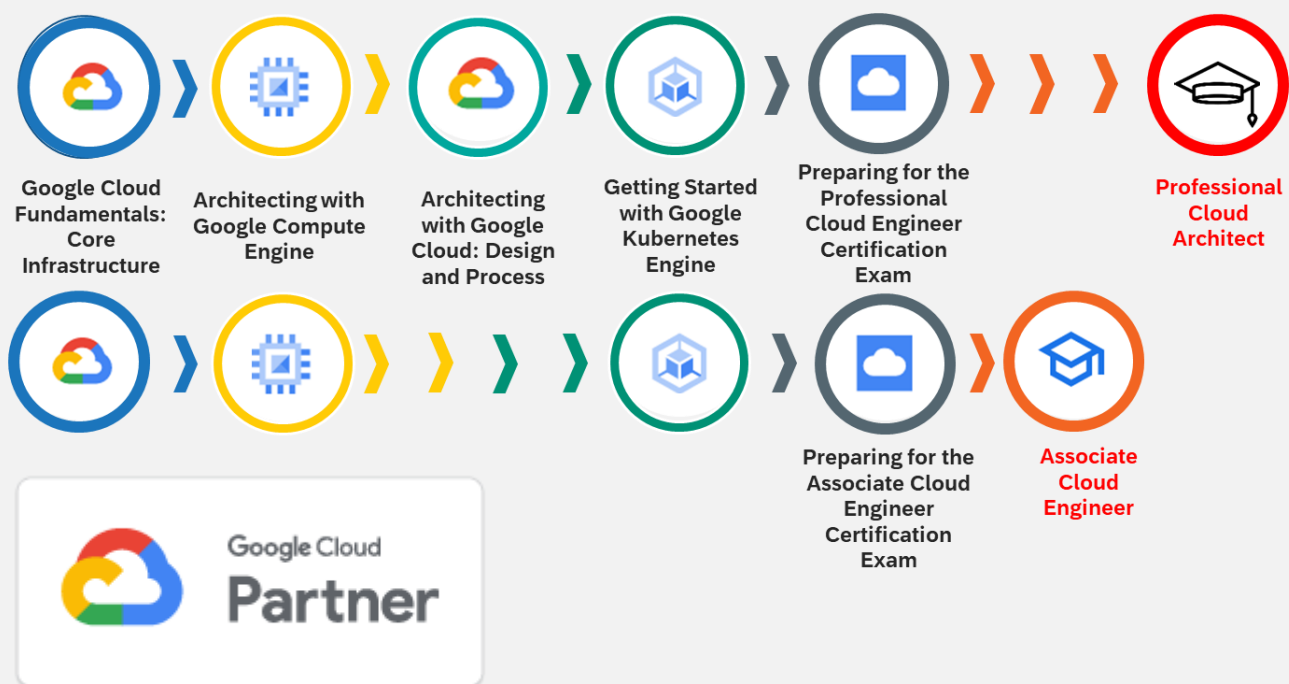 Google Cloud
Fundamentals:
Core
Infrastructure
Architecting with
Google Compute
Engine
Architecting
with Google
Cloud: Design
and Process
Getting Started
with Google
Kubernetes
Engine
Preparing for the
Professional
Cloud Engineer
Certification
Exam
Professional
Cloud
Architect
Preparing for the
Associate Cloud
Engineer
Certification
Exam
Associate
Cloud
Engineer
Google Cloud
Partner